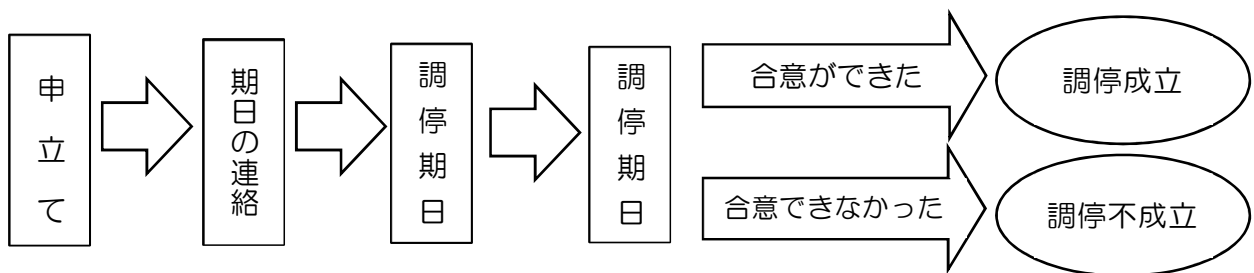 申立て
期日の連絡
調停期日
調停期日
合意ができた
調停成立
合意できなかった
調停不成立